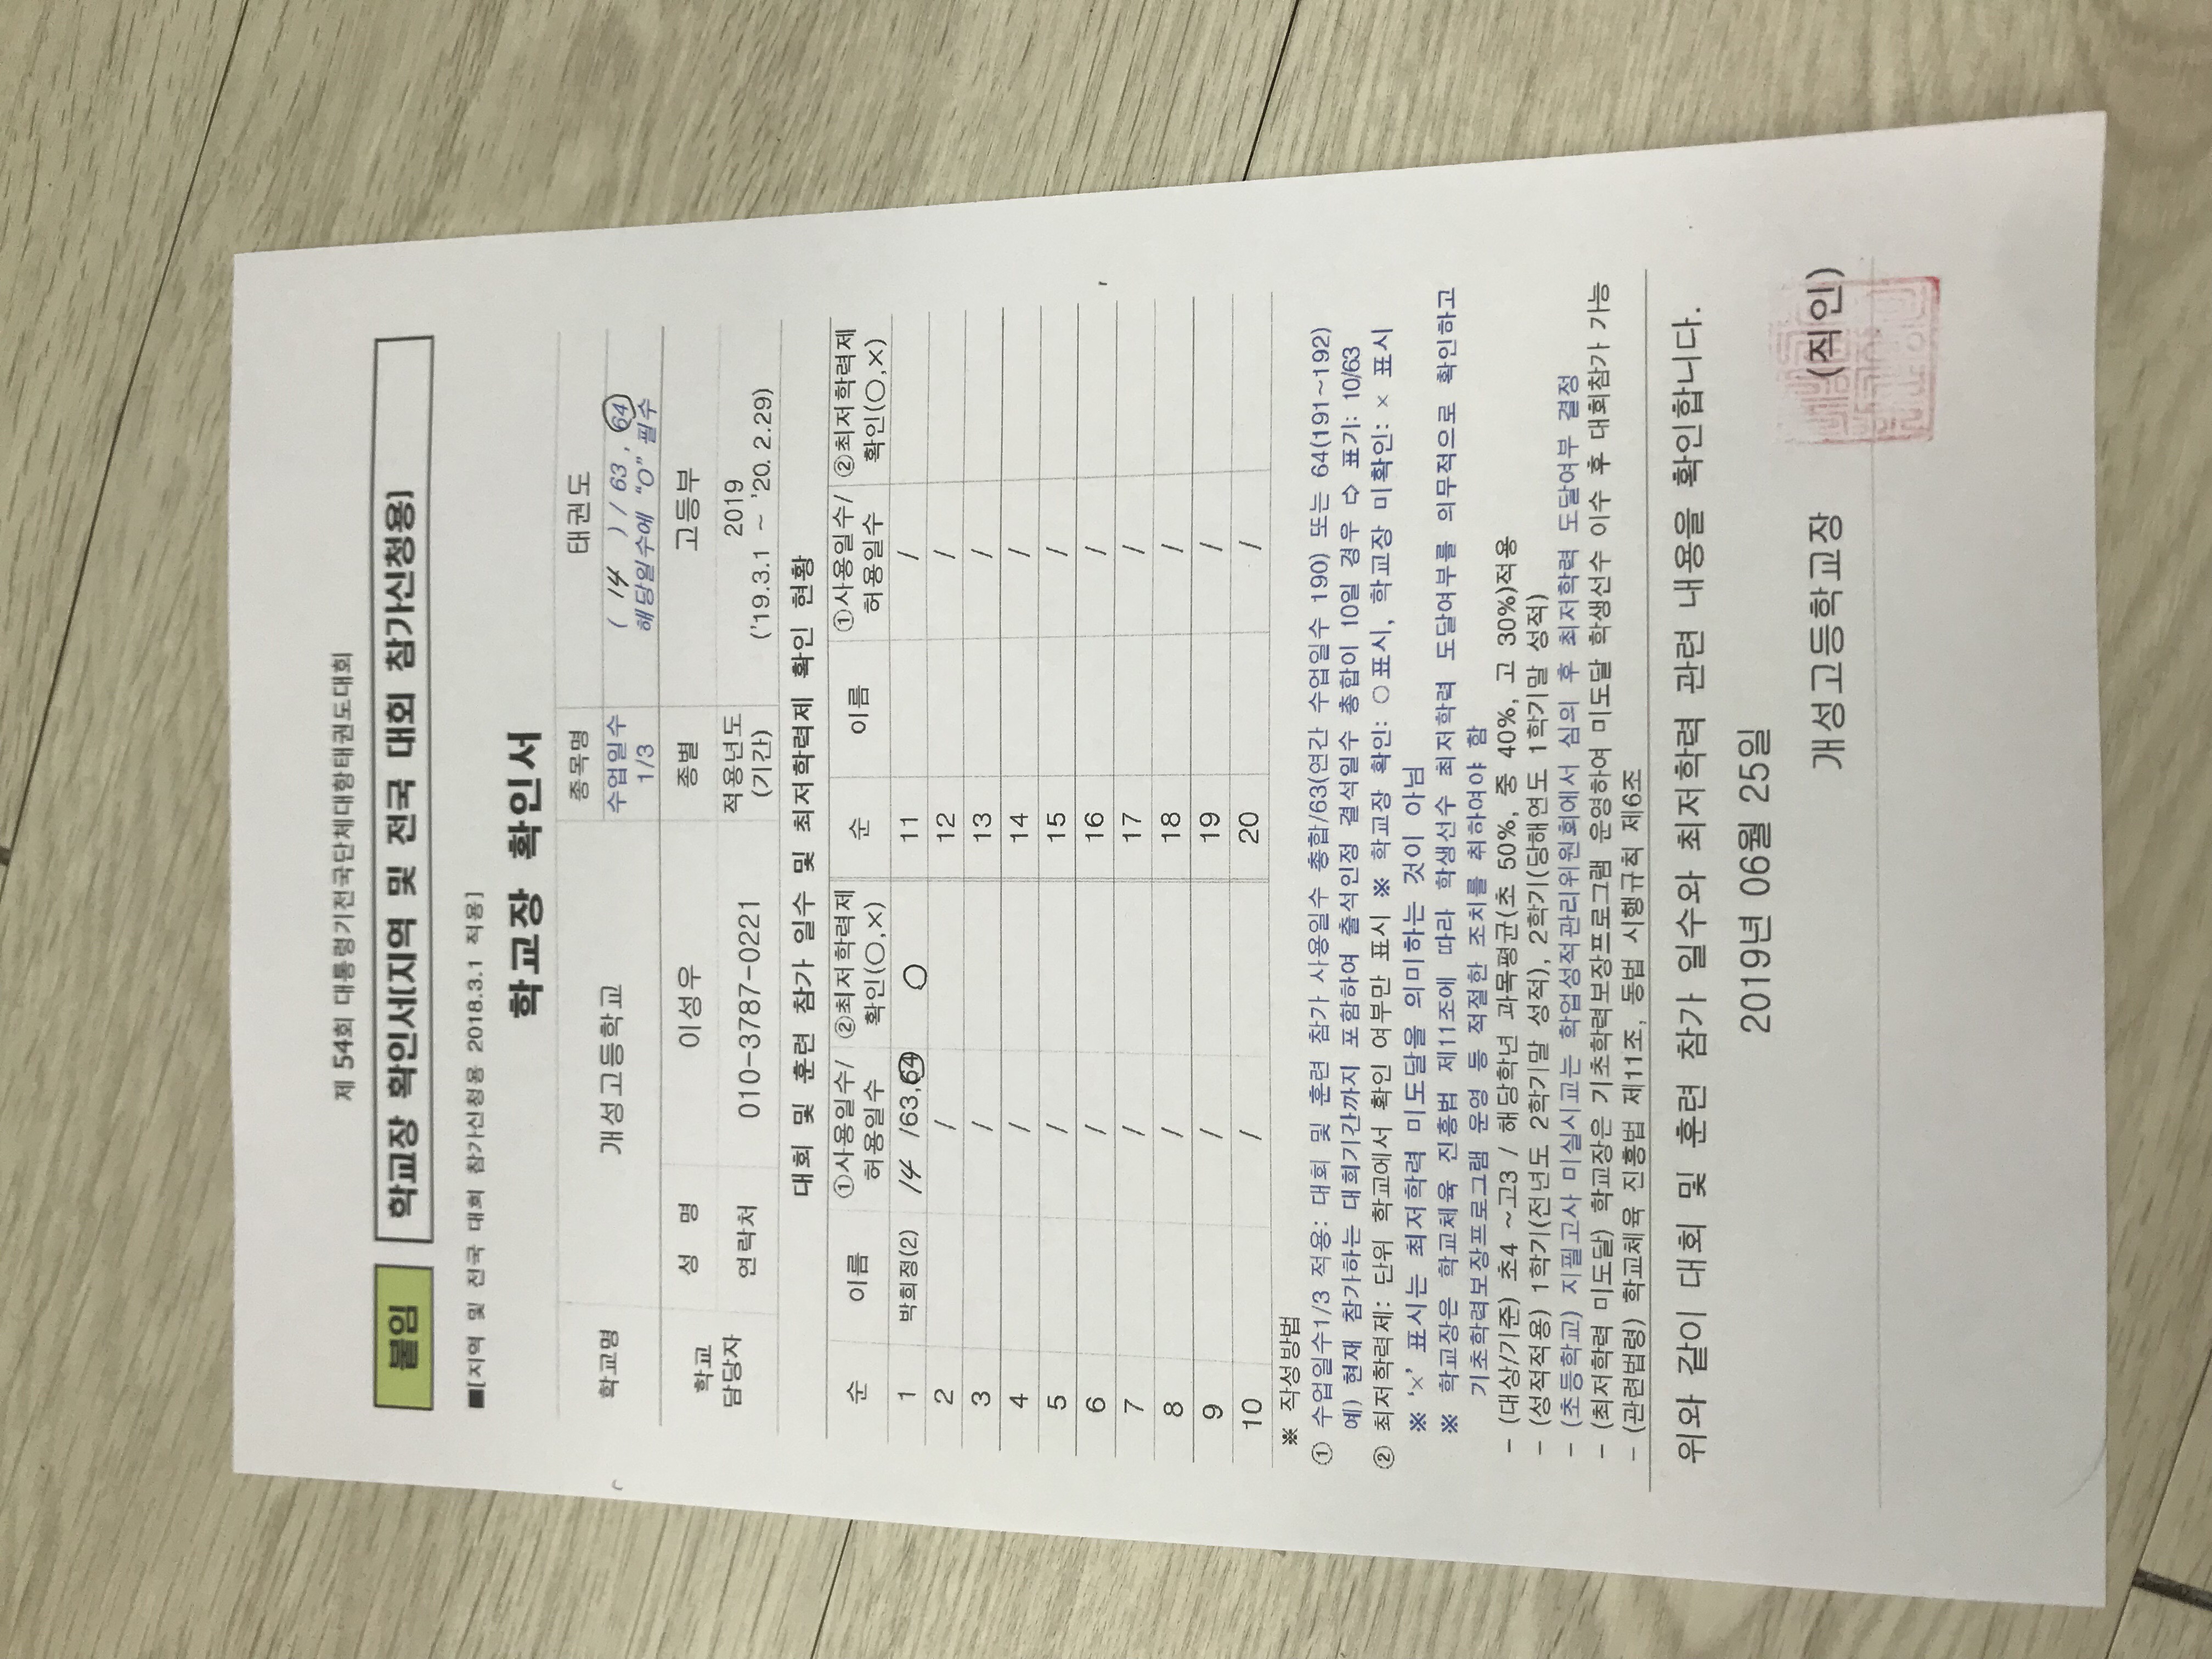 제 54회 대통령기전국단체대항태권도대회
붙임 학교장 확인서(지역 및 전국 대회 참가신청용)
■[지역 및 전국 대회 참가신청용 2018.3.1 적용]
학교장 확인서
학교명 개성고등학교 종목명 태권도
수업일수 1/3 ( 14 ) / 63 , 64
해당일수에 "O" 필수
학교 담당자 성 명 이성우 종별 고등부
연락처 010-3787-0221 적용년도 (기간) 2019
('19.3.1 ~ '20. 2.29)
대회 및 훈련 참가 일수 및 최저학력제 확인 현황
순 이름 ①사용일수/허용일수 ②최저학력제 확인(○,×) 순 이름 ①사용일수/허용일수 ②최저학력제 확인(○,×)
1 박희정(2) 14 /63,64 ○ 11 /
2 / 12 /
3 / 13 /
4 / 14 /
5 / 15 /
6 / 16 /
7 / 17 /
8 / 18 /
9 / 19 /
10 / 20 /
※ 작성방법
① 수업일수1/3 적용: 대회 및 훈련 참가 사용일수 총합/63(연간 수업일수 190) 또는 64(191~192)
예) 현재 참가하는 대회기간까지 포함하여 출석인정 결석일수 총합이 10일 경우 ⇨ 표기: 10/63
② 최저학력제: 단위 학교에서 확인 여부만 표시 ※ 학교장 확인: ○표시, 학교장 미확인: × 표시
※ '×' 표시는 최저학력 미도달을 의미하는 것이 아님
※ 학교장은 학교체육 진흥법 제11조에 따라 학생선수 최저학력 도달여부를 의무적으로 확인하고
기초학력보장프로그램 운영 등 적절한 조치를 취하여야 함
- (대상/기준) 초4 ~고3 / 해당학년 과목평균(초 50%, 중 40%, 고 30%)적용
- (성적적용) 1학기(전년도 2학기말 성적), 2학기(당해연도 1학기말 성적)
- (초등학교) 지필고사 미실시교는 학업성적관리위원회에서 심의 후 최저학력 도달여부 결정
- (최저학력 미도달) 학교장은 기초학력보장프로그램 운영하여 미도달 학생선수 이수 후 대회참가 가능
- (관련법령) 학교체육 진흥법 제11조, 동법 시행규칙 제6조
위와 같이 대회 및 훈련 참가 일수와 최저학력 관련 내용을 확인합니다.
2019년 06월 25일
개성고등학교장 (직인)